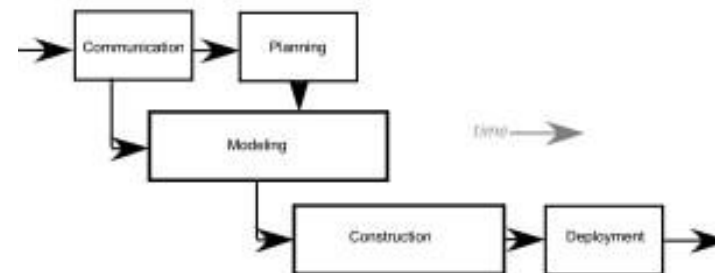 Communication
Planning
Modeling
time
Construction
Deployment